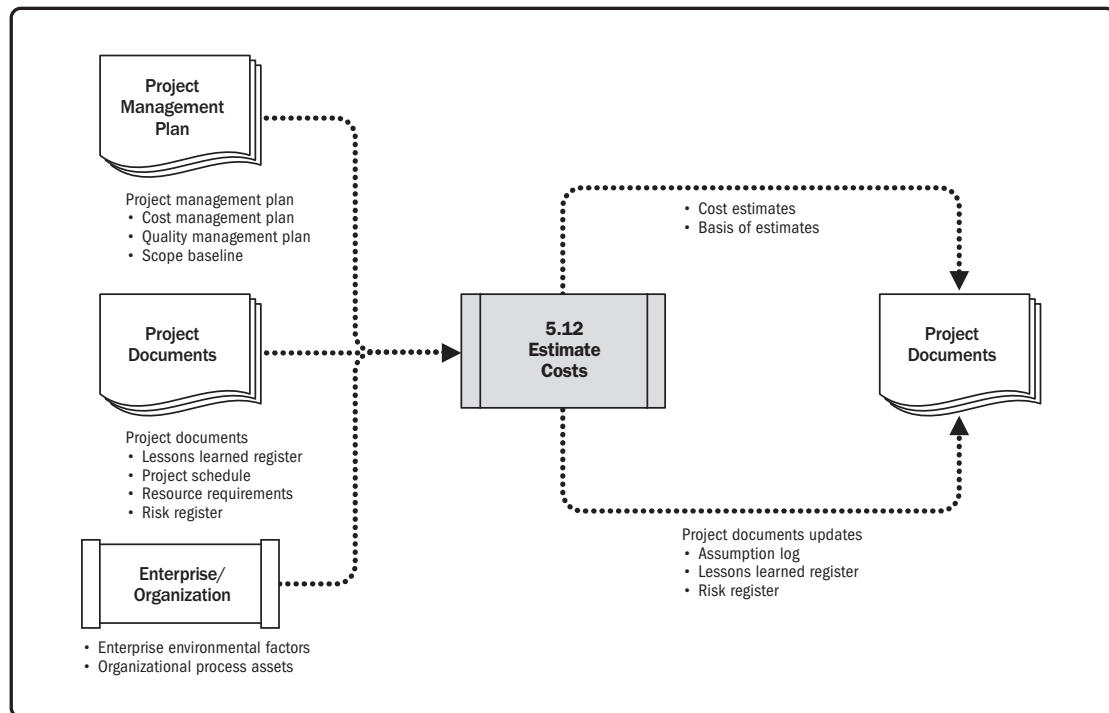 Project
Management
Plan
Project management plan
• Cost management plan
• Quality management plan
• Scope baseline
Project
Documents
Project documents
• Lessons learned register
• Project schedule
• Resource requirements
• Risk register
Enterprise/
Organization
• Enterprise environmental factors
• Organizational process assets
5.12
Estimate
Costs
• Cost estimates
• Basis of estimates
Project
Documents
Project documents updates
• Assumption log
• Lessons learned register
• Risk register